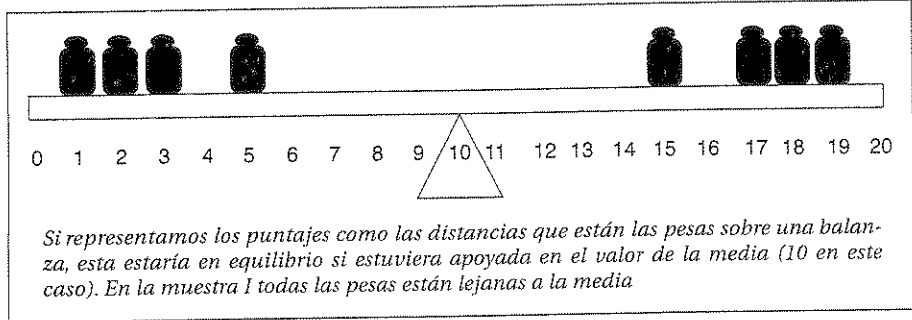 0 1 2 3 4 5 6 7 8 9 10 11 12 13 14 15 16 17 18 19 20
Si representamos los puntajes como las distancias que están las pesas sobre una balan-
za, esta estaría en equilibrio si estuviera apoyada en el valor de la media (10 en este
caso). En la muestra I todas las pesas están lejanas a la media